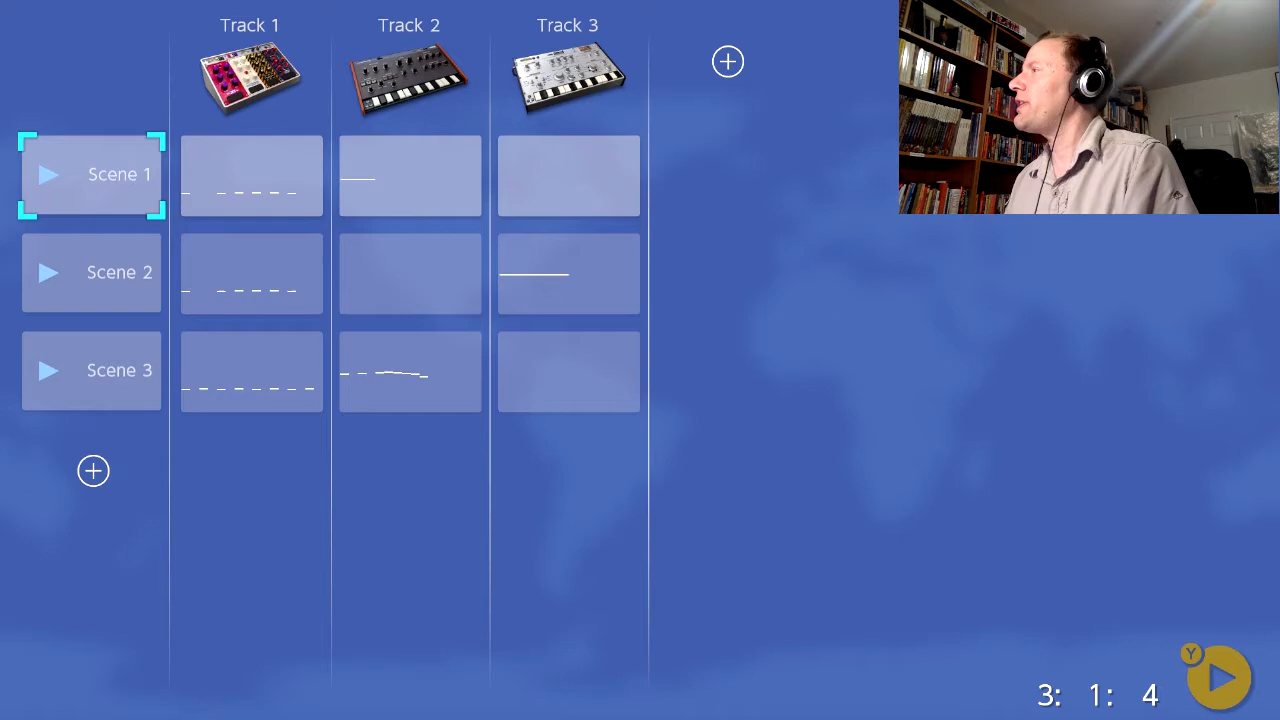 Track 1
Track 2
Track 3
Scene 1
Scene 2
Scene 3
Y
3: 1: 4